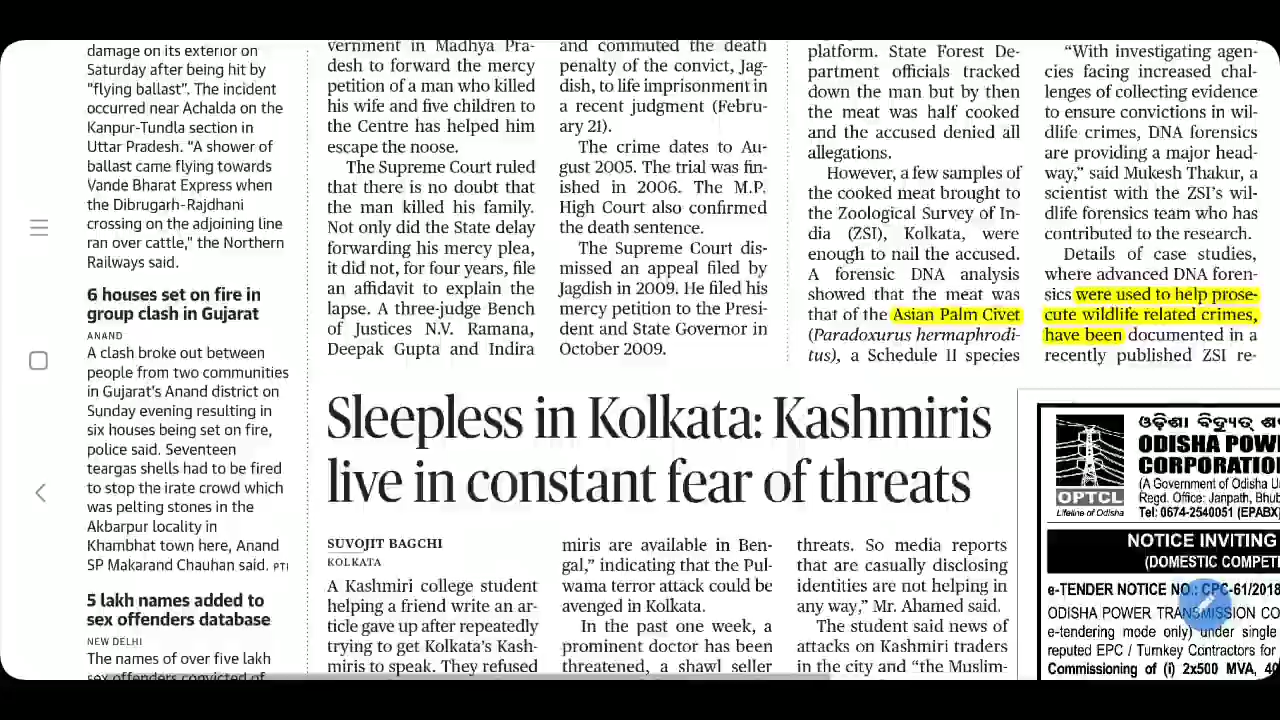 damage on its exterior on
Saturday after being hit by
"flying ballast". The incident
occurred near Achalda on the
Kanpur-Tundla section in
Uttar Pradesh. "A shower of
ballast came flying towards
Vande Bharat Express when
the Dibrugarh-Rajdhani
crossing on the adjoining line
ran over cattle," the Northern
Railways said.
6 houses set on fire in
group clash in Gujarat
ANAND
A clash broke out between
people from two communities
in Gujarat's Anand district on
Sunday evening resulting in
six houses being set on fire,
police said. Seventeen
teargas shells had to be fired
to stop the irate crowd which
was pelting stones in the
Akbarpur locality in
Khambhat town here, Anand
SP Makarand Chauhan said. PTI
5 lakh names added to
sex offenders database
NEW DELHI
The names of over five lakh
sex offenders convicted of
vernment in Madhya Pra-
desh to forward the mercy
petition of a man who killed
his wife and five children to
the Centre has helped him
escape the noose.
The Supreme Court ruled
that there is no doubt that
the man killed his family.
Not only did the State delay
forwarding his mercy plea,
it did not, for four years, file
an affidavit to explain the
lapse. A three-judge Bench
of Justices N.V. Ramana,
Deepak Gupta and Indira
and commuted the death
penalty of the convict, Jag-
dish, to life imprisonment in
a recent judgment (Febru-
ary 21).
The crime dates to Au-
gust 2005. The trial was fin-
ished in 2006. The M.P.
High Court also confirmed
the death sentence.
The Supreme Court dis-
missed an appeal filed by
Jagdish in 2009. He filed his
mercy petition to the Presi-
dent and State Governor in
October 2009.
platform. State Forest De-
partment officials tracked
down the man but by then
the meat was half cooked
and the accused denied all
allegations.
However, a few samples of
the cooked meat brought to
the Zoological Survey of In-
dia (ZSI), Kolkata, were
enough to nail the accused.
A forensic DNA analysis
showed that the meat was
that of the Asian Palm Civet
(Paradoxurus hermaphrodi-
tus), a Schedule II species
"With investigating agen-
cies facing increased chal-
lenges of collecting evidence
to ensure convictions in wil-
dlife crimes, DNA forensics
are providing a major head-
way," said Mukesh Thakur, a
scientist with the ZSI's wil-
dlife forensics team who has
contributed to the research.
Details of case studies,
where advanced DNA foren-
sics were used to help prose-
cute wildlife related crimes,
have been documented in a
recently published ZSI re-
Sleepless in Kolkata: Kashmiris
live in constant fear of threats
SUVOJIT BAGCHI
KOLKATA
A Kashmiri college student
helping a friend write an ar-
ticle gave up after repeatedly
trying to get Kolkata's Kash-
miris to speak. They refused
miris are available in Ben-
gal," indicating that the Pul-
wama terror attack could be
avenged in Kolkata.
In the past one week, a
prominent doctor has been
threatened, a shawl seller
threats. So media reports
that are casually disclosing
identities are not helping in
any way," Mr. Ahamed said.
The student said news of
attacks on Kashmiri traders
in the city and "the Muslim-
ଓଡ଼ିଶା ବିଦ୍ୟୁତ୍
ODISHA POW
CORPORATION
(A Government of Odisha Un
Regd. Office: Janpath, Bhub
Tel: 0674-2540051 (EPABX)
OPTCL
Lifeline of Odisha
NOTICE INVITING
(DOMESTIC COMPET
e-TENDER NOTICE NO.: CPC-61/2018
ODISHA POWER TRANSMISSION CO
e-tendering mode only) under single
reputed EPC / Turnkey Contractors for
Commissioning of (i) 2x500 MVA, 40